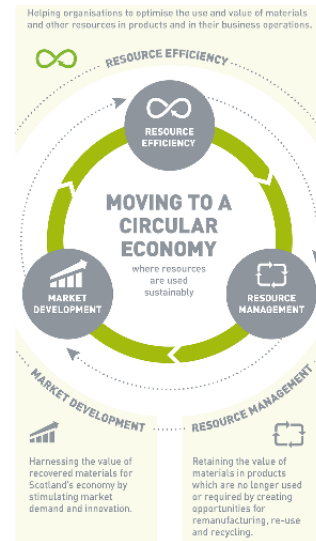 Helping organisations to optimise the use and value of materials
and other resources in products and in their business operations.
RESOURCE EFFICIENCY
RESOURCE
EFFICIENCY
MOVING TO A
CIRCULAR
ECONOMY
where resources
are used
sustainably
MARKET
DEVELOPMENT
RESOURCE
MANAGEMENT
MARKET DEVELOPMENT
RESOURCE MANAGEMENT
Harnessing the value of
recovered materials for
Scotland's economy by
stimulating market
demand and innovation.
Retaining the value of
materials in products
which are no longer used
or required by creating
opportunities for
remanufacturing, re-use
and recycling.